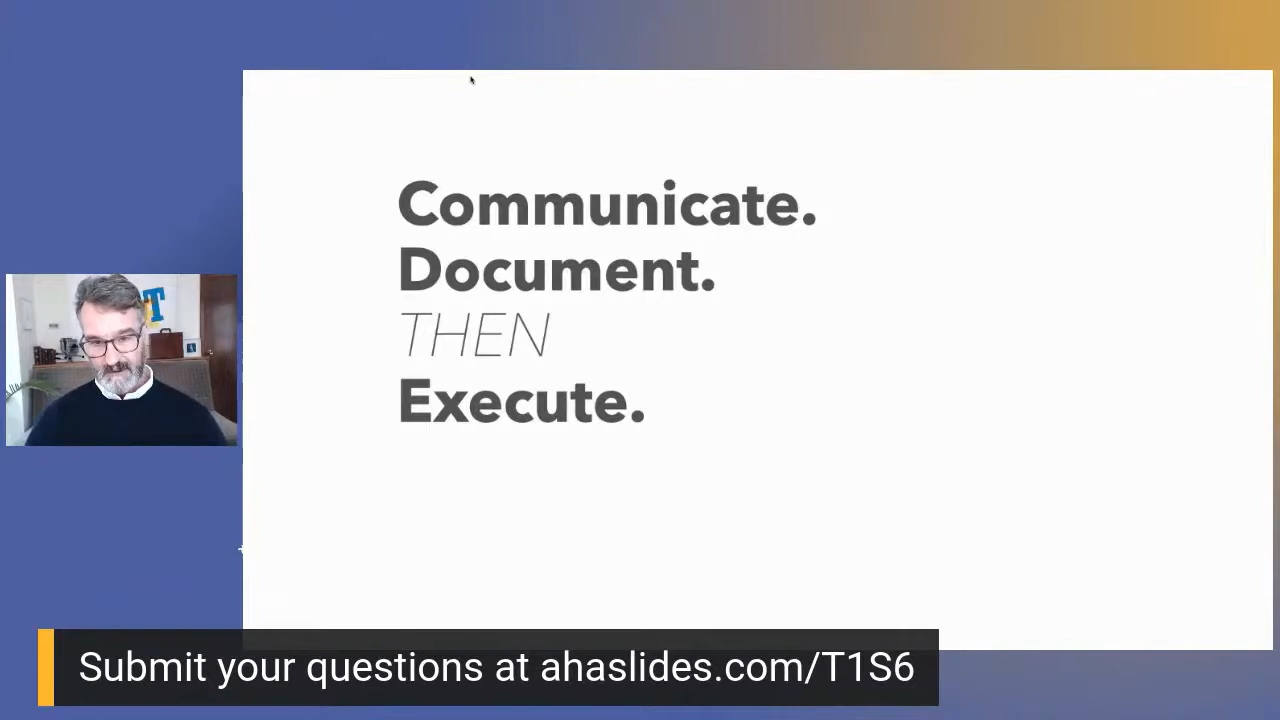 Communicate.
Document.
THEN
Execute.
T
Submit your questions at ahaslides.com/T1S6